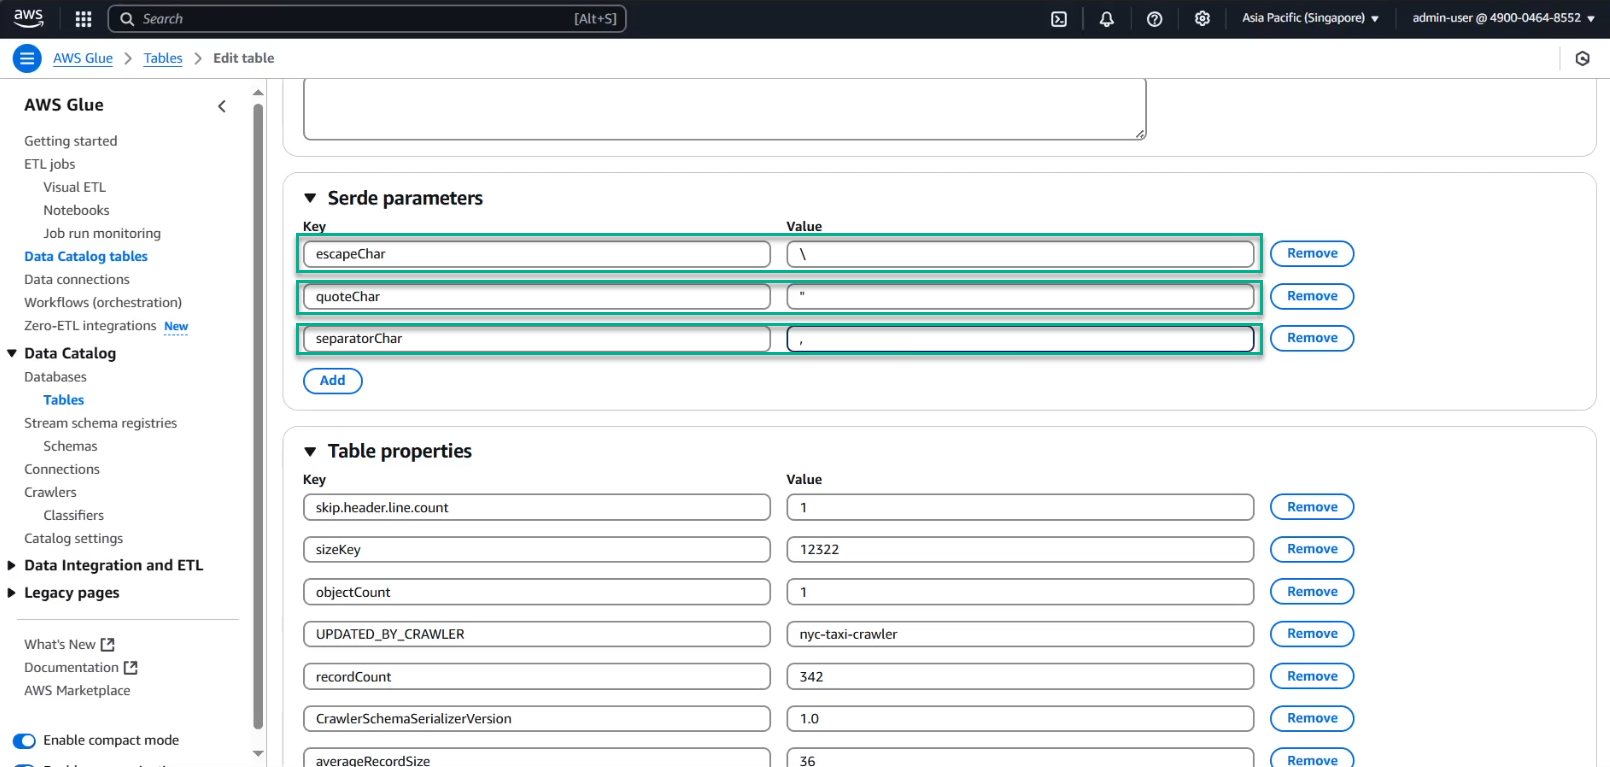 aws
Search [Alt+S]
Asia Pacific (Singapore)
admin-user @ 4900-0464-8552
AWS Glue
Tables
Edit table
AWS Glue
Getting started
ETL jobs
Visual ETL
Notebooks
Job run monitoring
Data Catalog tables
Data connections
Workflows (orchestration)
Zero-ETL integrations New
Data Catalog
Databases
Tables
Stream schema registries
Schemas
Connections
Crawlers
Classifiers
Catalog settings
Data Integration and ETL
Legacy pages
What's New
Documentation
AWS Marketplace
Enable compact mode
Serde parameters
Key Value
escapeChar \ Remove
quoteChar " Remove
separatorChar , Remove
Add
Table properties
Key Value
skip.header.line.count 1 Remove
sizeKey 12322 Remove
objectCount 1 Remove
UPDATED_BY_CRAWLER nyc-taxi-crawler Remove
recordCount 342 Remove
CrawlerSchemaSerializerVersion 1.0 Remove
averageRecordSize 36 Remove